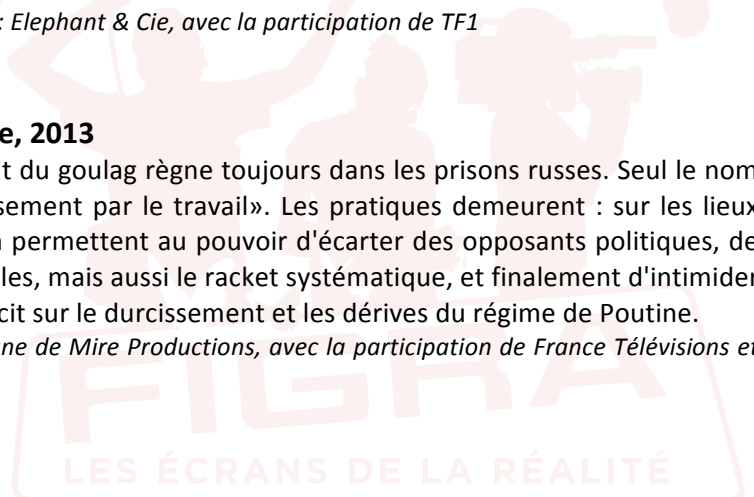 : Elephant & Cie, avec la participation de TF1
e, 2013
t du goulag règne toujours dans les prisons russes. Seul le nom
sement par le travail». Les pratiques demeurent : sur les lieux
permettent au pouvoir d'écarter des opposants politiques, de
les, mais aussi le racket systématique, et finalement d'intimider
cit sur le durcissement et les dérives du régime de Poutine.
ne de Mire Productions, avec la participation de France Télévisions et
FIGRA
LES ÉCRANS DE LA RÉALITÉ